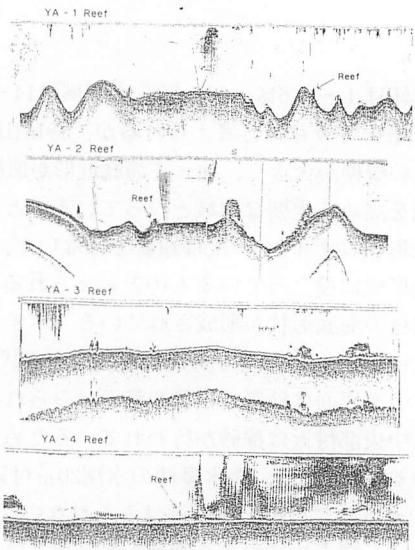 YA - 1 Reef
Reef
YA - 2 Reef
S
Reef
YA - 3 Reef
Reef
YA - 4 Reef
Reef